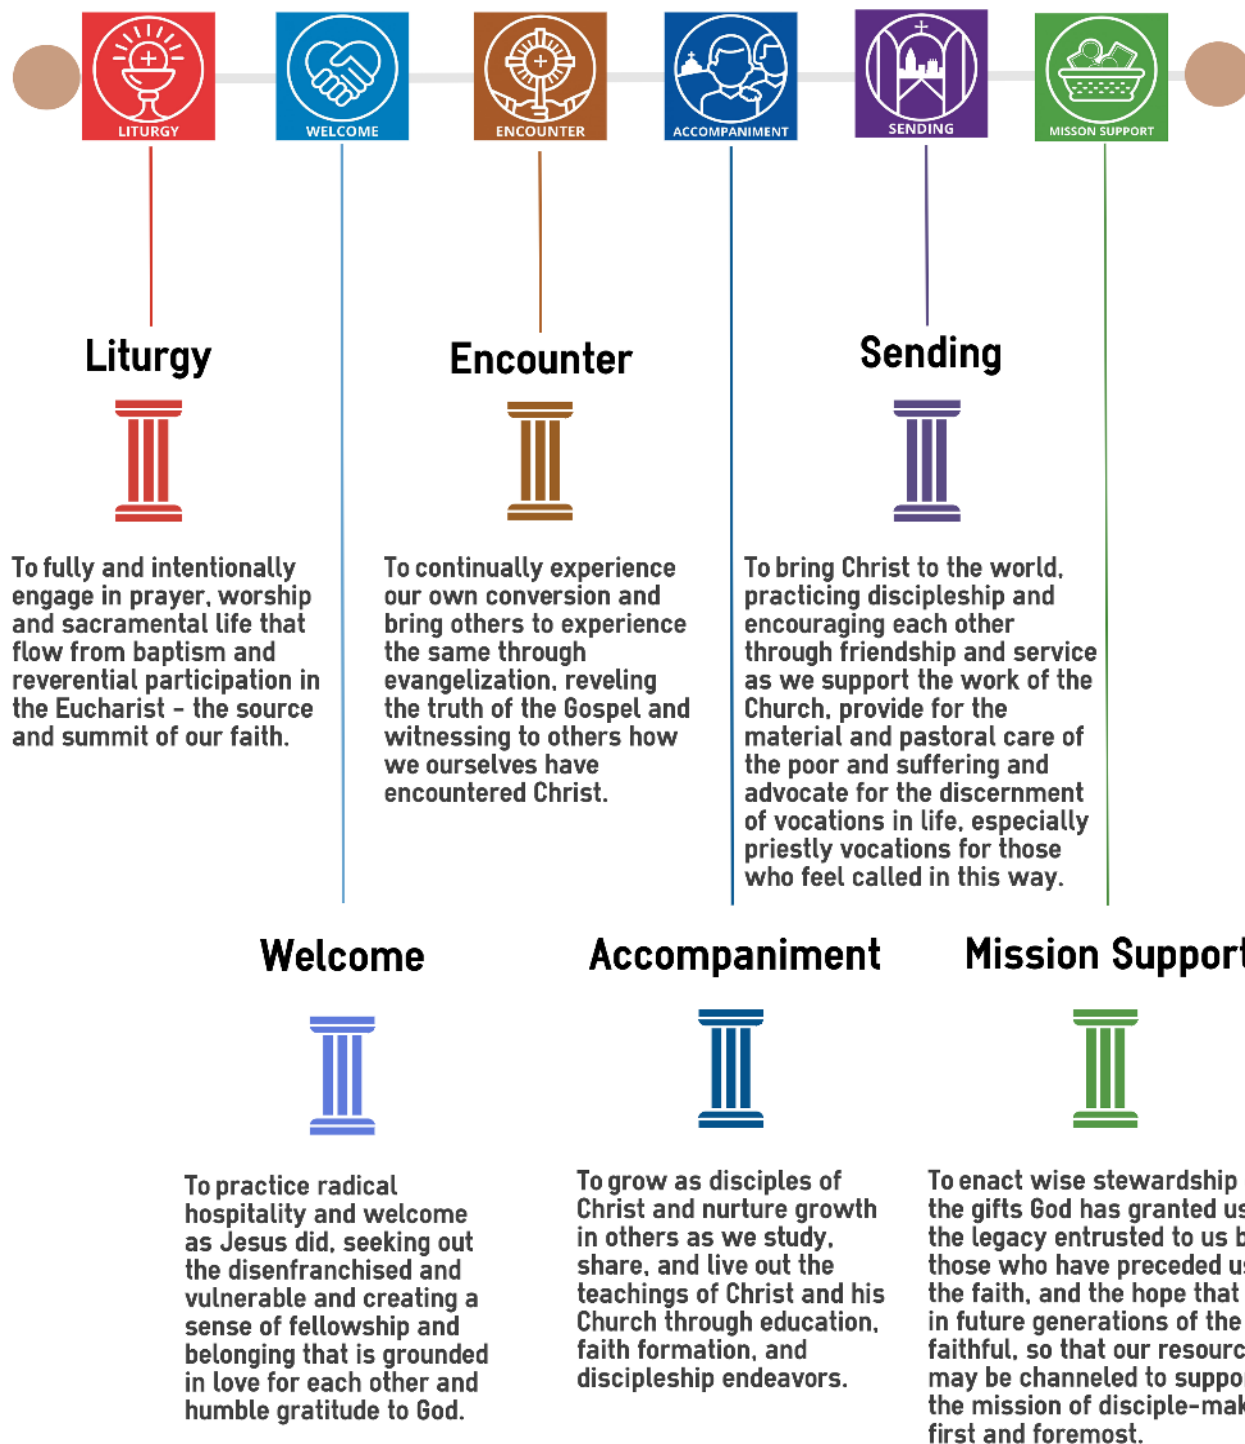 LITURGY
WELCOME
ENCOUNTER
ACCOMPANIMENT
SENDING
MISSON SUPPORT
Liturgy
To fully and intentionally
engage in prayer, worship
and sacramental life that
flow from baptism and
reverential participation in
the Eucharist - the source
and summit of our faith.
Encounter
To continually experience
our own conversion and
bring others to experience
the same through
evangelization, reveling
the truth of the Gospel and
witnessing to others how
we ourselves have
encountered Christ.
Sending
To bring Christ to the world,
practicing discipleship and
encouraging each other
through friendship and service
as we support the work of the
Church, provide for the
material and pastoral care of
the poor and suffering and
advocate for the discernment
of vocations in life, especially
priestly vocations for those
who feel called in this way.
Welcome
To practice radical
hospitality and welcome
as Jesus did, seeking out
the disenfranchised and
vulnerable and creating a
sense of fellowship and
belonging that is grounded
in love for each other and
humble gratitude to God.
Accompaniment
To grow as disciples of
Christ and nurture growth
in others as we study,
share, and live out the
teachings of Christ and his
Church through education,
faith formation, and
discipleship endeavors.
Mission Support
To enact wise stewardship
the gifts God has granted us
the legacy entrusted to us
those who have preceded us
the faith, and the hope that
in future generations of the
faithful, so that our
may be channeled to
the mission of
first and foremost.